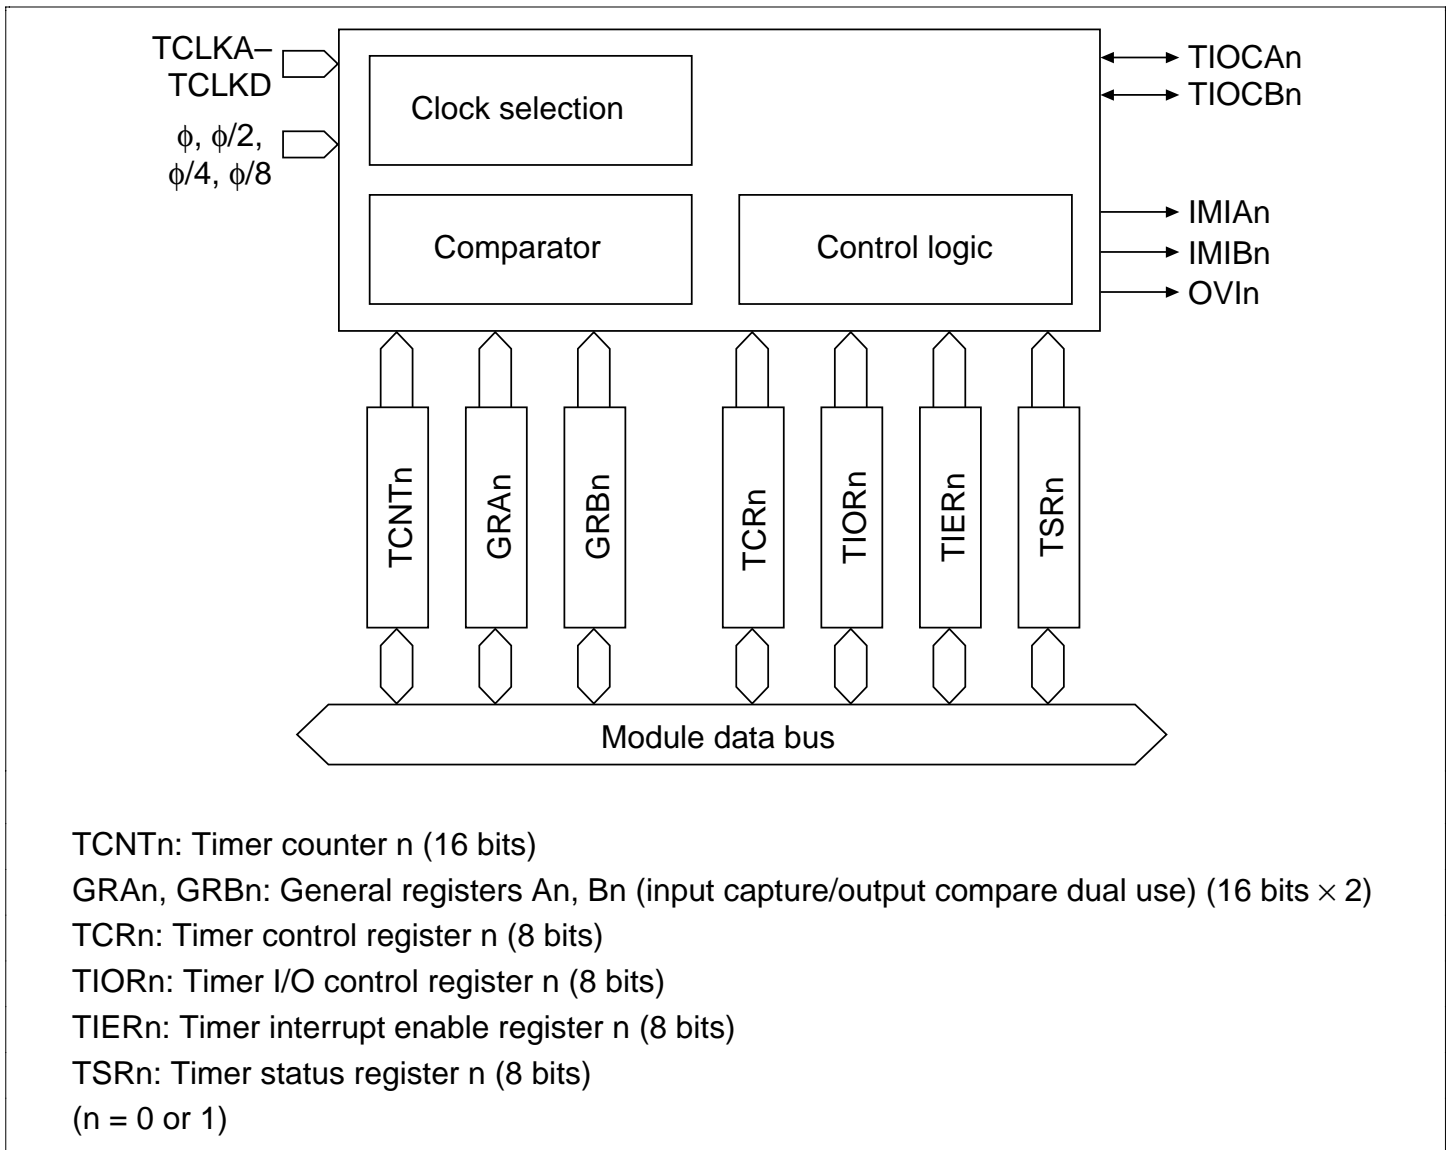 TCLKA–
TCLKD
ϕ, ϕ/2,
ϕ/4, ϕ/8
Clock selection
Comparator
Control logic
TIOCAn
TIOCBn
IMIAn
IMIBn
OVIn
TCNTn
GRAn
GRBn
TCRn
TIORn
TIERn
TSRn
Module data bus
TCNTn: Timer counter n (16 bits)
GRAn, GRBn: General registers An, Bn (input capture/output compare dual use) (16 bits × 2)
TCRn: Timer control register n (8 bits)
TIORn: Timer I/O control register n (8 bits)
TIERn: Timer interrupt enable register n (8 bits)
TSRn: Timer status register n (8 bits)
(n = 0 or 1)